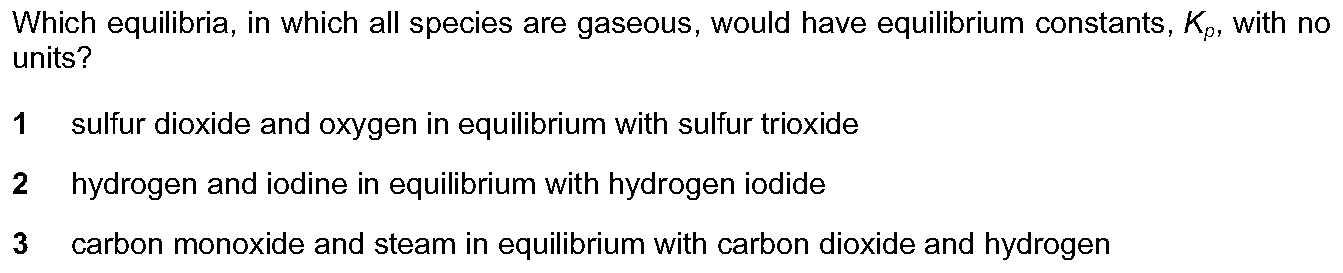 Which equilibria, in which all species are gaseous, would have equilibrium constants, Kp, with no
units?
1 sulfur dioxide and oxygen in equilibrium with sulfur trioxide
2 hydrogen and iodine in equilibrium with hydrogen iodide
3 carbon monoxide and steam in equilibrium with carbon dioxide and hydrogen